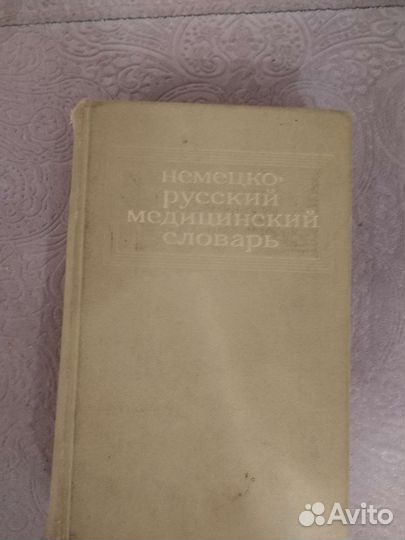 немецко-
русский
медицинский
словарь
Avito